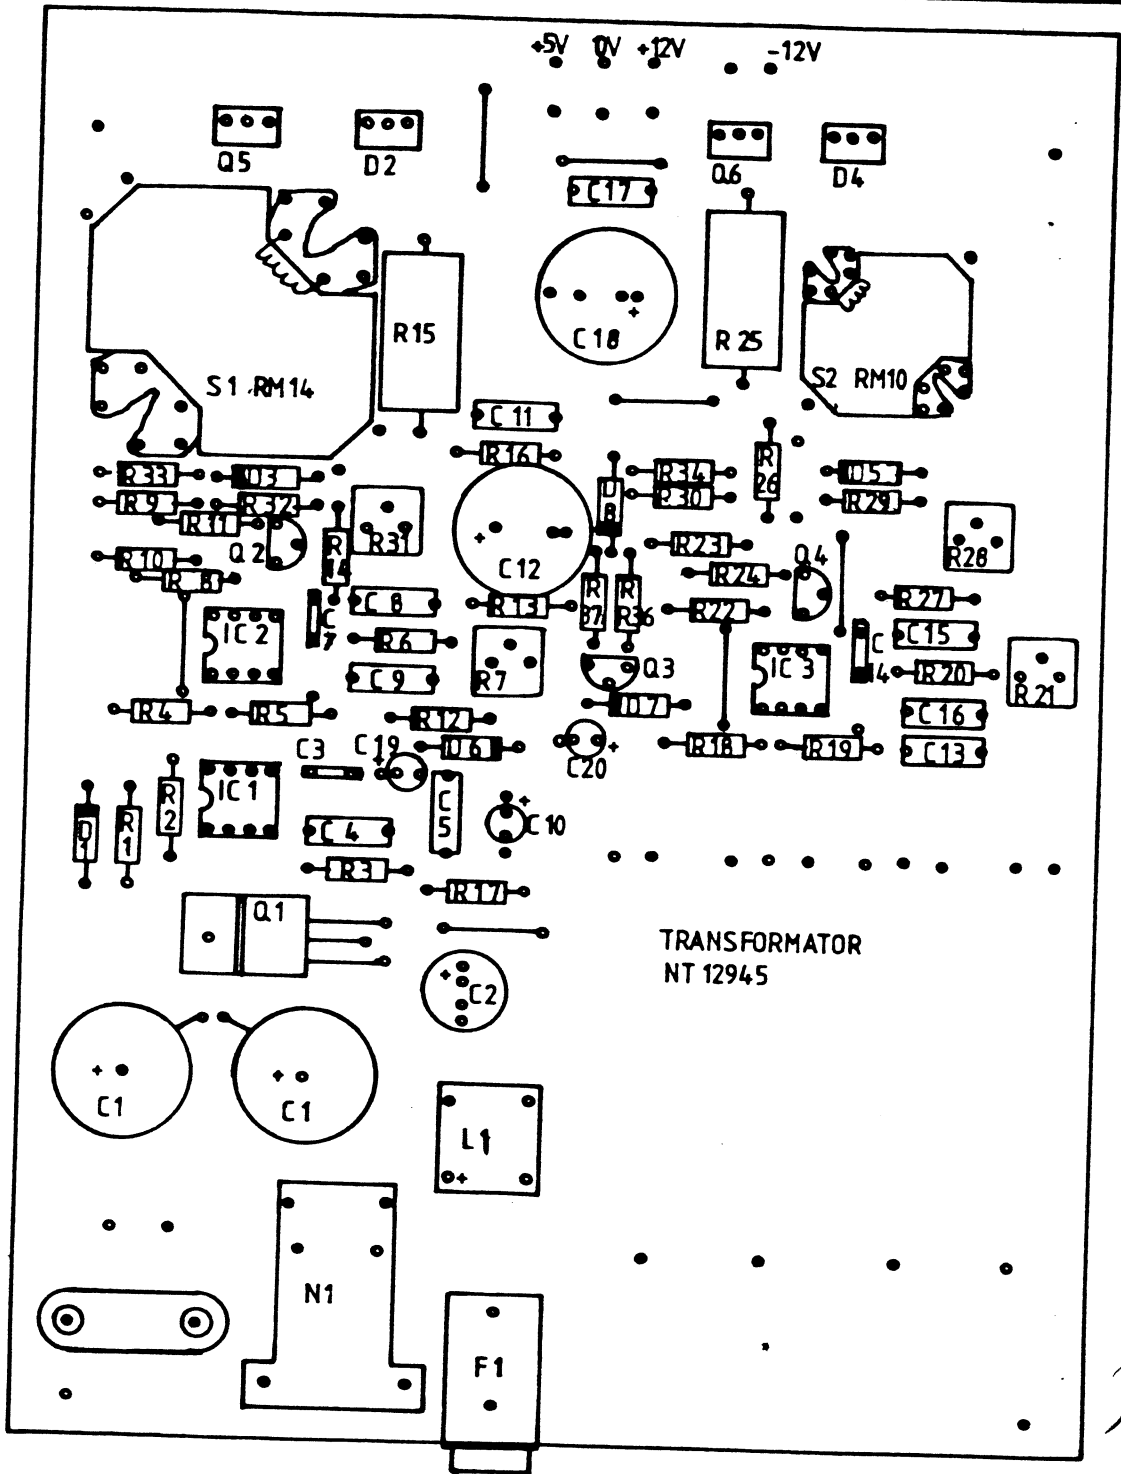 +5V 0V +12V -12V
Q5 D2 Q6 D4
C17
R15 C18 R25
S1 RM14 S2 RM10
C11
R16
R33 D3 D8 R34 R26 D5
R9 R32 R30 R29
R11 R31
Q2 R14 C12 R23 Q4 R28
R10 R24
R8 C8 R13 R37 R36 R22 R27
IC2 C7 R6 C15
R7 Q3 IC3 C14 R20
C9 R21
R4 R5 R12 D7 C16
D6 R18 R19 C13
C3 C19 C20
IC1
D1 R1 R2 C4 C5 C10
R3
R17
Q1
TRANSFORMATOR
NT 12945
C2
C1 C1
L1
N1
F1